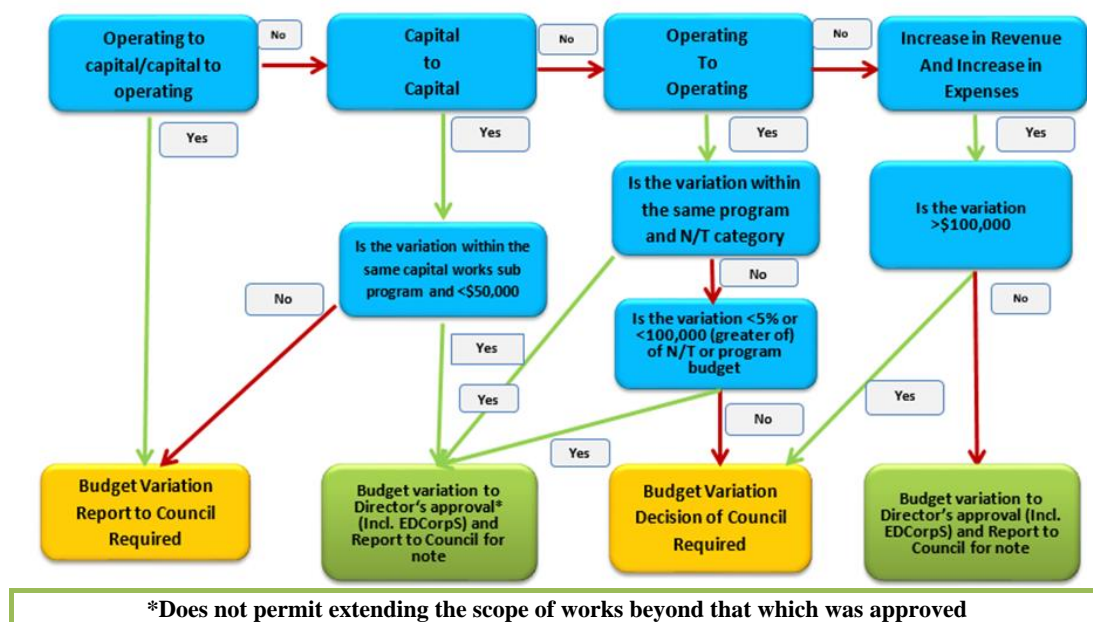 Operating to
capital/capital to
operating
No
Capital
to
Capital
No
Operating
To
Operating
No
Increase in Revenue
And Increase in
Expenses
Yes
Yes
Yes
Yes
Is the variation within
the same program
and N/T category
Is the variation
>$100,000
Is the variation within the
same capital works sub
program and <$50,000
No
No
No
Is the variation <5% or
<100,000 (greater of)
of N/T or program
budget
Yes
Yes
Yes
No
Yes
Budget Variation
Report to Council
Required
Budget variation to
Director's approval*
(Incl. EDCorpS) and
Report to Council for
note
Budget Variation
Decision of Council
Required
Budget variation to
Director's approval (Incl.
EDCorpS) and Report to
Council for note
*Does not permit extending the scope of works beyond that which was approved